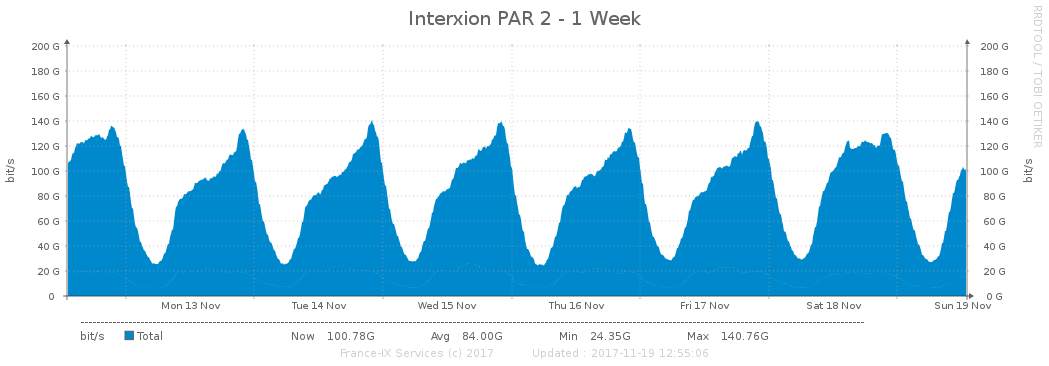 Interxion PAR 2 - 1 Week
RRDTOOL / TOBI OETIKER
200 G 200 G
180 G 180 G
160 G 160 G
140 G 140 G
120 G 120 G
100 G 100 G
80 G 80 G
60 G 60 G
40 G 40 G
20 G 20 G
0 0 G
bit/s
bit/s
Mon 13 Nov Tue 14 Nov Wed 15 Nov Thu 16 Nov Fri 17 Nov Sat 18 Nov Sun 19 Nov
bit/s Total Now 100.78G Avg 84.00G Min 24.35G Max 140.76G
France-IX Services (c) 2017 Updated : 2017-11-19 12:55:06